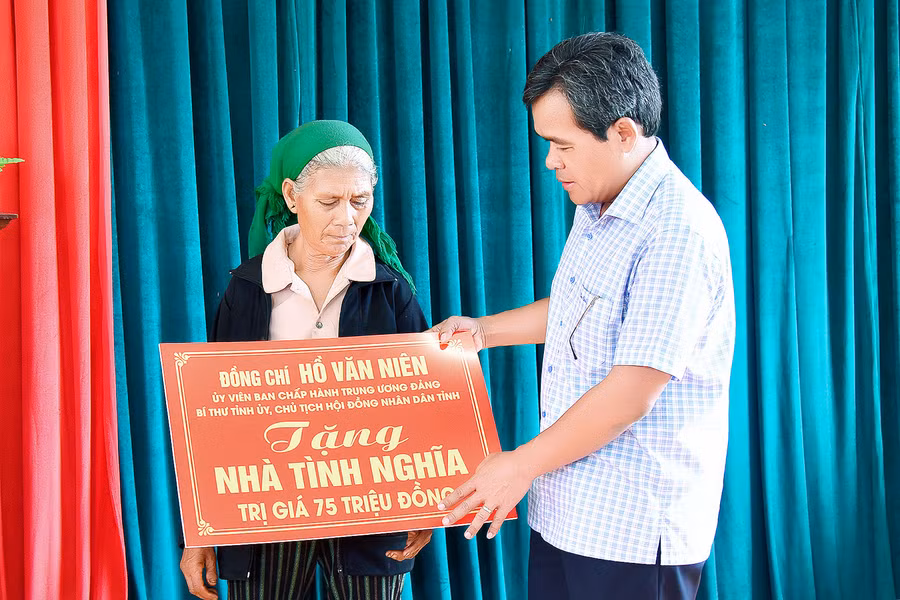 ĐỒNG CHÍ HỒ VĂN NIÊN
ỦY VIÊN BAN CHẤP HÀNH TRUNG ƯƠNG ĐẢNG
BÍ THƯ TỈNH ỦY, CHỦ TỊCH HỘI ĐỒNG NHÂN DÂN TỈNH
Tặng
NHÀ TÌNH NGHĨA
TRỊ GIÁ 75 TRIỆU ĐỒNG